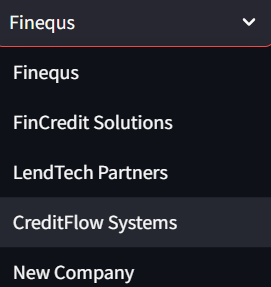 Finequs
Finequs
FinCredit Solutions
LendTech Partners
CreditFlow Systems
New Company